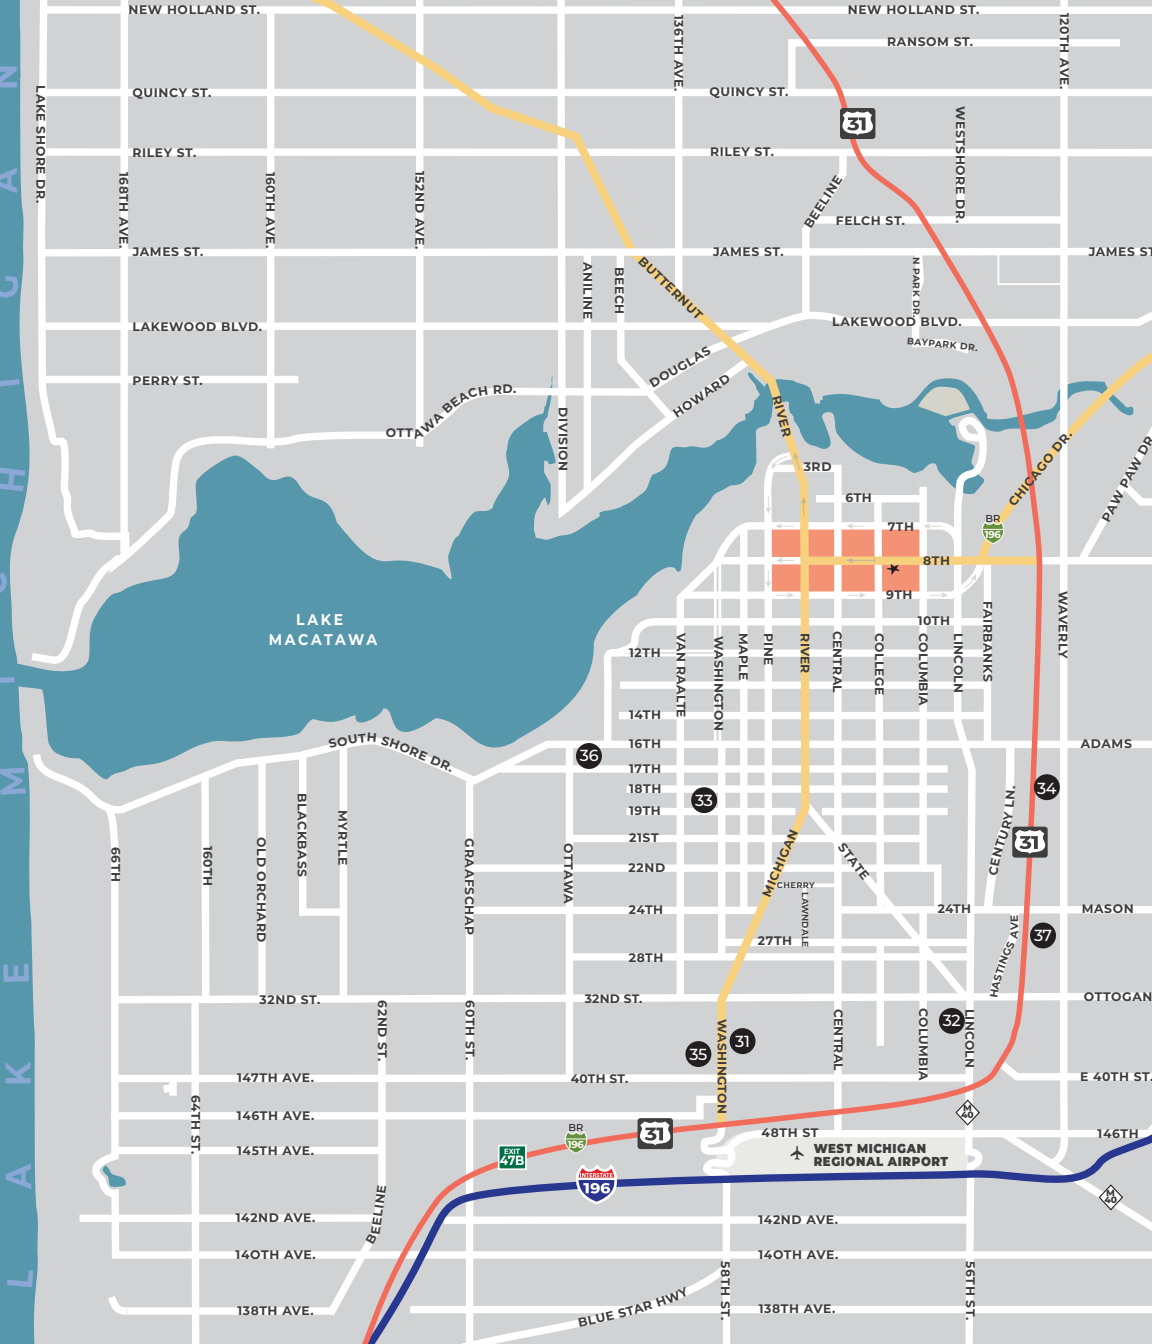 NEW HOLLAND ST.
NEW HOLLAND ST.
136TH AVE.
120TH AVE.
RANSOM ST.
LAKE SHORE DR.
QUINCY ST.
QUINCY ST.
31
WESTSHORE DR.
RILEY ST.
RILEY ST.
168TH AVE.
160TH AVE.
152ND AVE.
BEELINE
FELCH ST.
JAMES ST.
JAMES ST.
JAMES ST
ANILINE
BEECH
BUTTERNUT
N PARK DR.
LAKEWOOD BLVD.
LAKEWOOD BLVD.
BAYPARK DR.
PERRY ST.
DOUGLAS
HOWARD
OTTAWA BEACH RD.
DIVISION
RIVER
CHICAGO DR.
PAW PAW DR
3RD
6TH
7TH
BR
196
8TH
9TH
10TH
LAKE
MACATAWA
12TH
VAN RAALTE
WASHINGTON
MAPLE
PINE
RIVER
CENTRAL
COLLEGE
COLUMBIA
LINCOLN
FAIRBANKS
WAVERLY
14TH
SOUTH SHORE DR.
16TH
ADAMS
36
17TH
18TH
33
34
19TH
BLACKBASS
MYRTLE
CENTURY LN.
31
21ST
66TH
160TH
OLD ORCHARD
GRAAFSCHAP
OTTAWA
MICHIGAN
STATE
22ND
CHERRY
LAWNDALE
24TH
24TH
MASON
27TH
37
HASTINGS AVE
28TH
32ND ST.
32ND ST.
OTTOGAN
62ND ST.
60TH ST.
35
31
WASHINGTON
CENTRAL
COLUMBIA
32
LINCOLN
147TH AVE.
40TH ST.
E 40TH ST.
64TH ST.
146TH AVE.
M
40
BR
196
31
48TH ST
146TH
145TH AVE.
EXIT
47B
WEST MICHIGAN
REGIONAL AIRPORT
INTERSTATE
196
M
40
142ND AVE.
BEELINE
142ND AVE.
140TH AVE.
140TH AVE.
58TH ST.
56TH ST.
138TH AVE.
BLUE STAR HWY
138TH AVE.
LAKE MICHIGAN